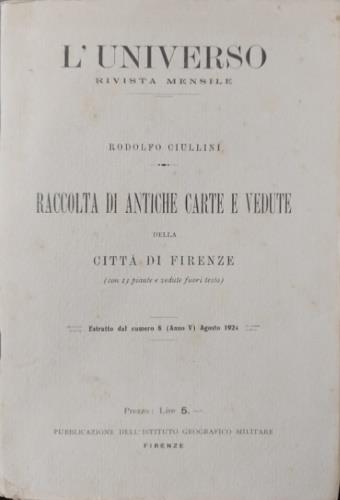 L'UNIVERSO
RIVISTA MENSILE
RODOLFO CIULLINI
RACCOLTA DI ANTICHE CARTE E VEDUTE
DELLA
CITTÀ DI FIRENZE
(con 13 piante e vedute fuori testo)
Estratto dal numero 8 (Anno V) Agosto 1924
Prezzo: Lire 5.—
PUBBLICAZIONE DELL'ISTITUTO GEOGRAFICO MILITARE
FIRENZE